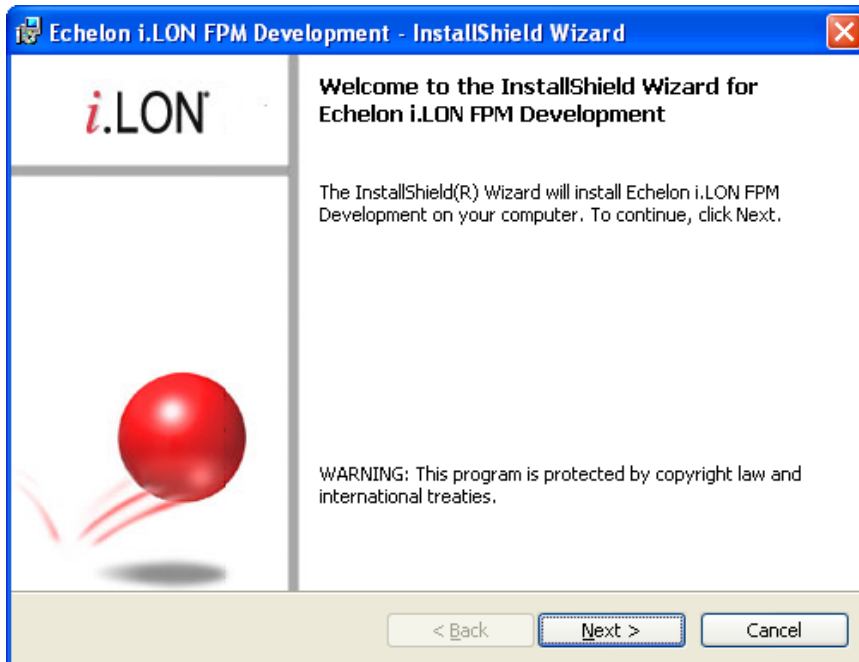 Echelon i.LON FPM Development - InstallShield Wizard
i.LON
Welcome to the InstallShield Wizard for
Echelon i.LON FPM Development
The InstallShield(R) Wizard will install Echelon i.LON FPM
Development on your computer. To continue, click Next.
WARNING: This program is protected by copyright law and
international treaties.
< Back
Next >
Cancel